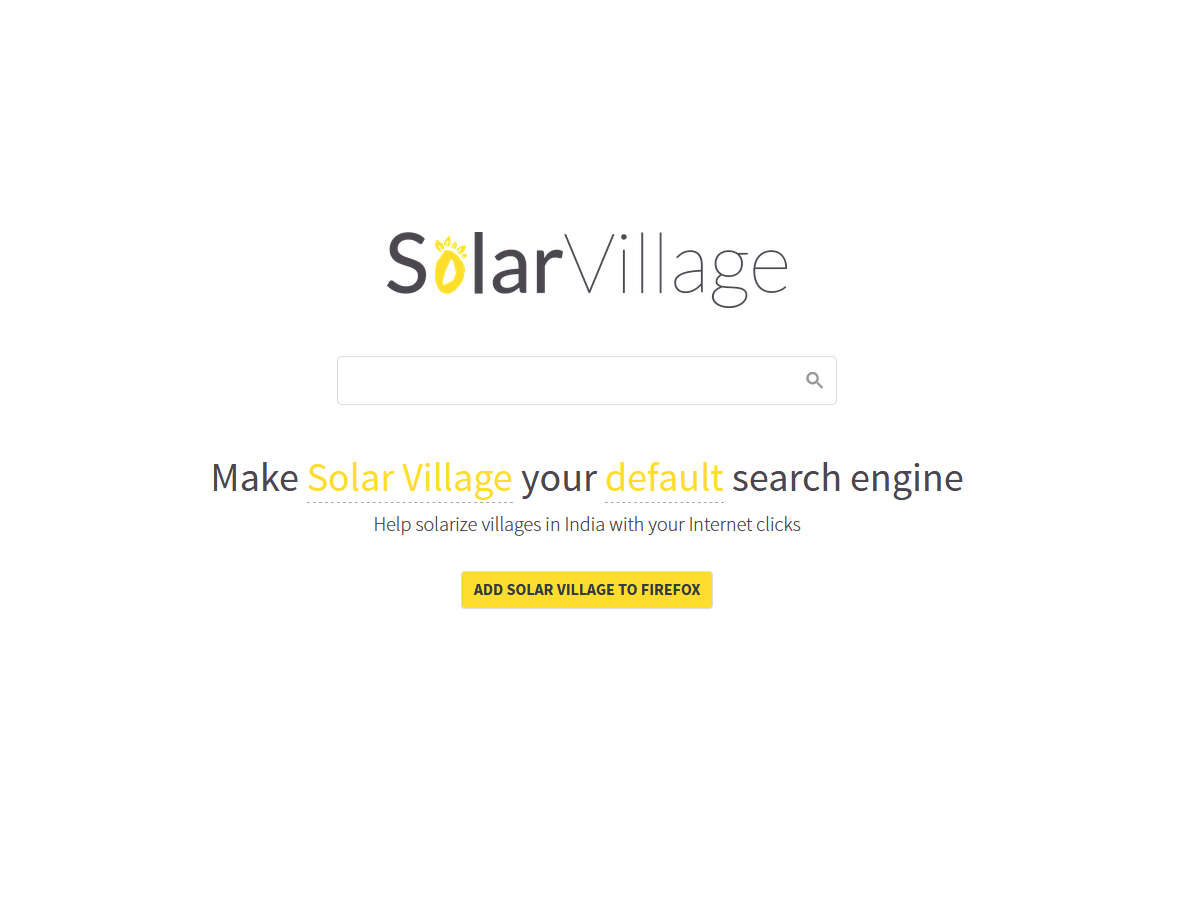 SolarVillage
Make Solar Village your default search engine
Help solarize villages in India with your Internet clicks
ADD SOLAR VILLAGE TO FIREFOX